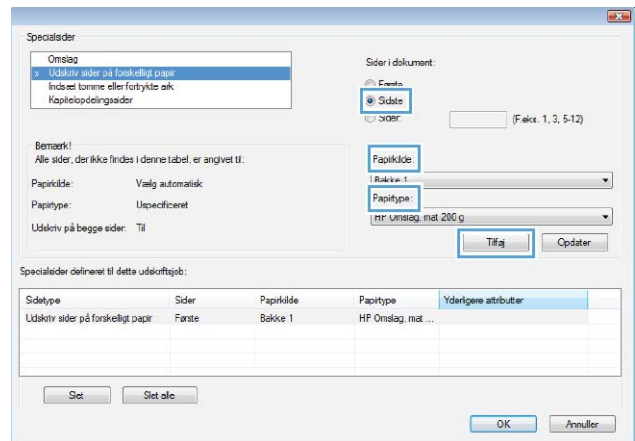 Specialsider
Omslag
» Udskriv sider på forskelligt papir
Indsæt tomme eller fortrykte ark
Kapitelopdelingssider
Sider i dokument:
Første
Sidste
Sider:
(F.eks. 1, 3, 5-12)
Bemærk!
Alle sider, der ikke findes i denne tabel, er angivet til:
Papirkilde: Vælg automatisk
Papirtype: Uspecificeret
Udskriv på begge sider: Til
Papirkilde:
Bakke 1
Papirtype:
HP Omslag, mat 200 g
Tilføj Opdater
Specialsider defineret til dette udskriftsjob:
Sidetype Sider Papirkilde Papirtype Yderligere attributter
Udskriv sider på forskelligt papir Første Bakke 1 HP Omslag, mat ...
Slet Slet alle
OK Annuller